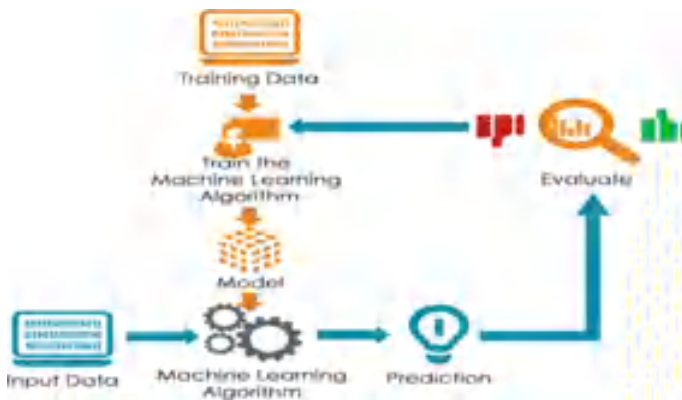 Training Data
Train the
Machine Learning
Algorithm
Evaluate
Model
Input Data
Machine Learning
Algorithm
Prediction